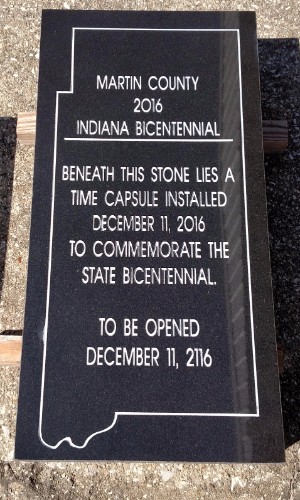 MARTIN COUNTY
2016
INDIANA BICENTENNIAL
BENEATH THIS STONE LIES A
TIME CAPSULE INSTALLED
DECEMBER 11, 2016
TO COMMEMORATE THE
STATE BICENTENNIAL.
TO BE OPENED
DECEMBER 11, 2116